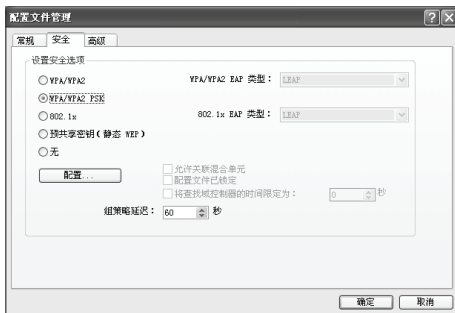 配置文件管理
常规 安全 高级
设置安全选项
WPA/WPA2 WPA/WPA2 EAP 类型： LEAP
WPA/WPA2 PSK
802.1x 802.1x EAP 类型： LEAP
预共享密钥(静态 WEP)
无
配置... 允许关联混合单元
配置文件已锁定
将查找域控制器的时间限定为： 0 秒
组策略延迟： 60 秒
确定 取消